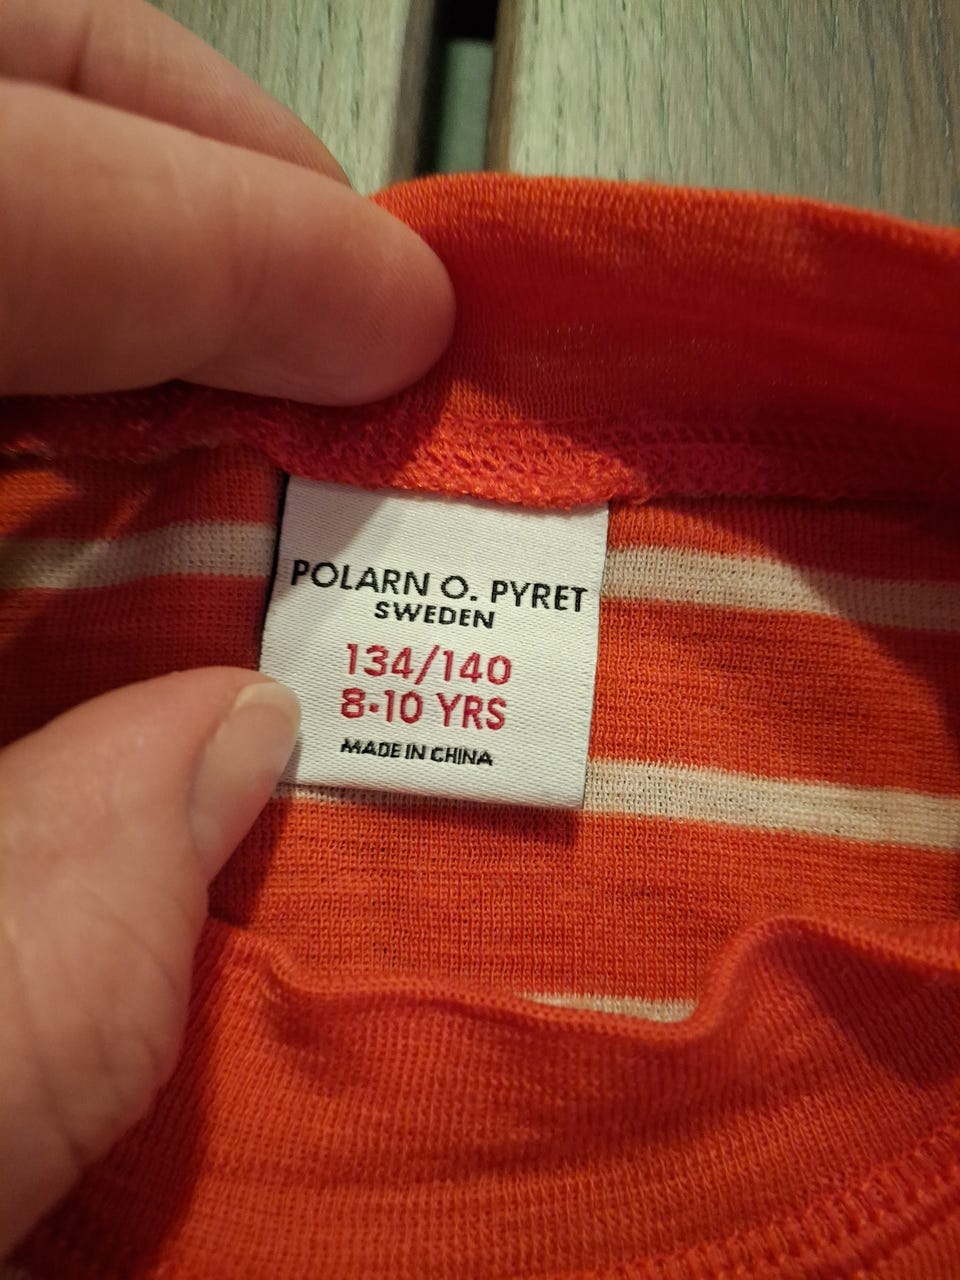 POLARN O. PYRET
SWEDEN
134/140
8-10 YRS
MADE IN CHINA